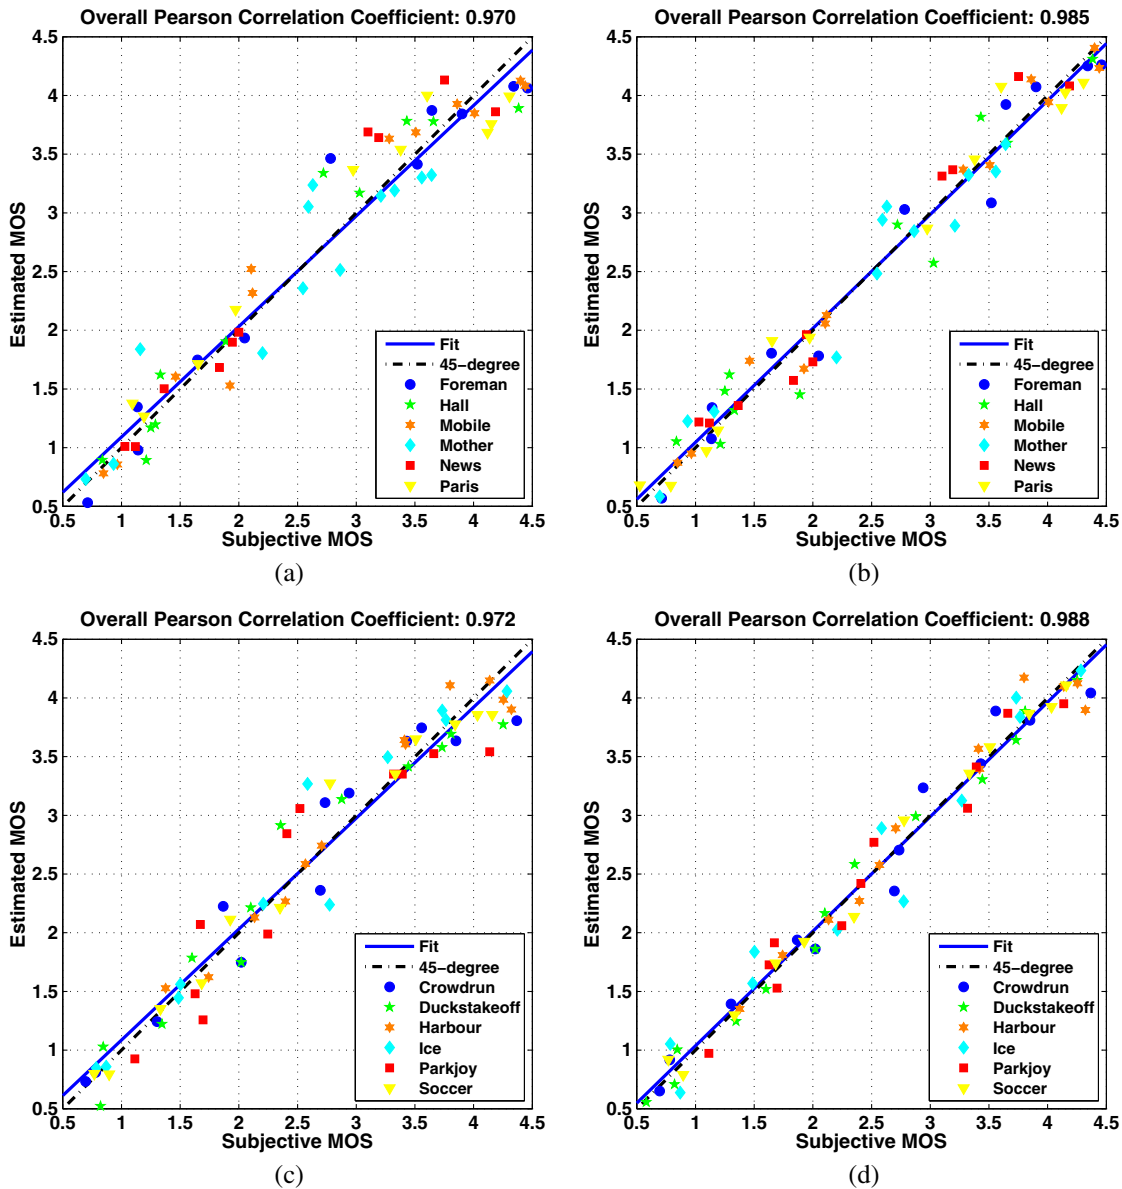 Overall Pearson Correlation Coefficient: 0.970
4.5
4
3.5
3
2.5
2
1.5
1
0.5
Estimated MOS
Fit
45-degree
Foreman
Hall
Mobile
Mother
News
Paris
0.5 1 1.5 2 2.5 3 3.5 4 4.5
Subjective MOS
(a)
Overall Pearson Correlation Coefficient: 0.985
4.5
4
3.5
3
2.5
2
1.5
1
0.5
Estimated MOS
Fit
45-degree
Foreman
Hall
Mobile
Mother
News
Paris
0.5 1 1.5 2 2.5 3 3.5 4 4.5
Subjective MOS
(b)
Overall Pearson Correlation Coefficient: 0.972
4.5
4
3.5
3
2.5
2
1.5
1
0.5
Estimated MOS
Fit
45-degree
Crowdrun
Duckstakeoff
Harbour
Ice
Parkjoy
Soccer
0.5 1 1.5 2 2.5 3 3.5 4 4.5
Subjective MOS
(c)
Overall Pearson Correlation Coefficient: 0.988
4.5
4
3.5
3
2.5
2
1.5
1
0.5
Estimated MOS
Fit
45-degree
Crowdrun
Duckstakeoff
Harbour
Ice
Parkjoy
Soccer
0.5 1 1.5 2 2.5 3 3.5 4 4.5
Subjective MOS
(d)